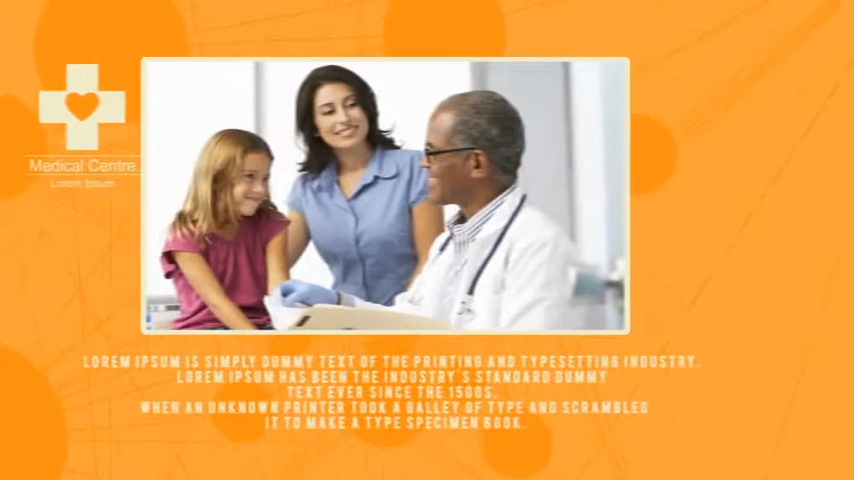 Medical Centre
Lorem Ipsum
LOREM IPSUM IS SIMPLY DUMMY TEXT OF THE PRINTING AND TYPESETTING INDUSTRY.
LOREM IPSUM HAS BEEN THE INDUSTRY'S STANDARD DUMMY
TEXT EVER SINCE THE 1500S,
WHEN AN UNKNOWN PRINTER TOOK A GALLEY OF TYPE AND SCRAMBLED
IT TO MAKE A TYPE SPECIMEN BOOK.